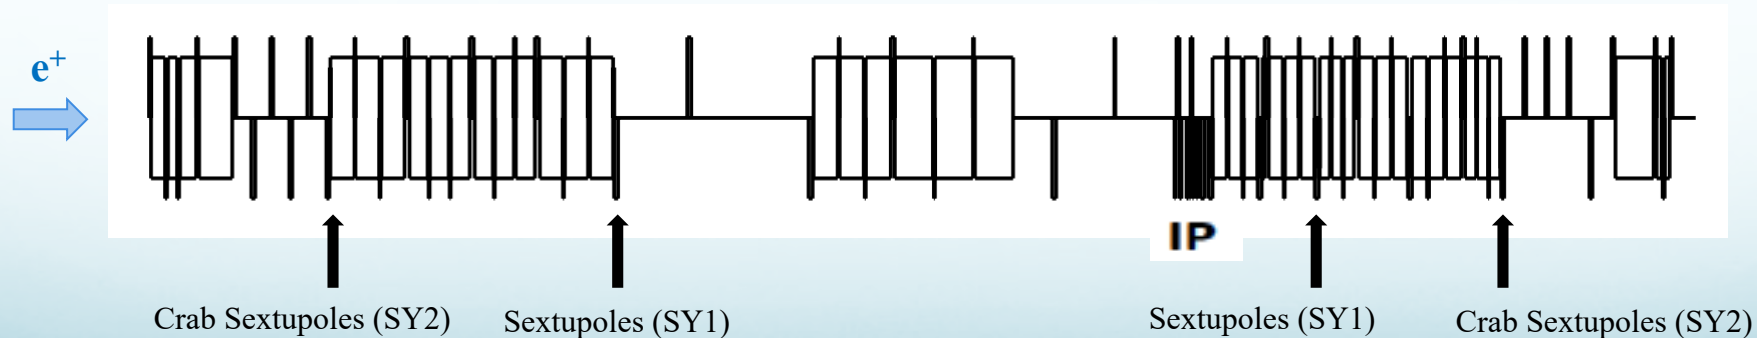 e+
IP
Crab Sextupoles (SY2)
Sextupoles (SY1)
Sextupoles (SY1)
Crab Sextupoles (SY2)